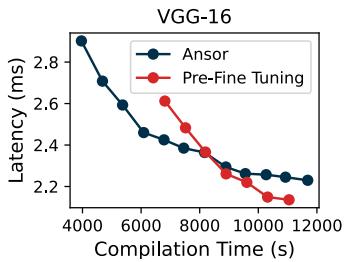 VGG-16
Ansor
Pre-Fine Tuning
Latency (ms)
2.8
2.6
2.4
2.2
4000 6000 8000 10000 12000
Compilation Time (s)